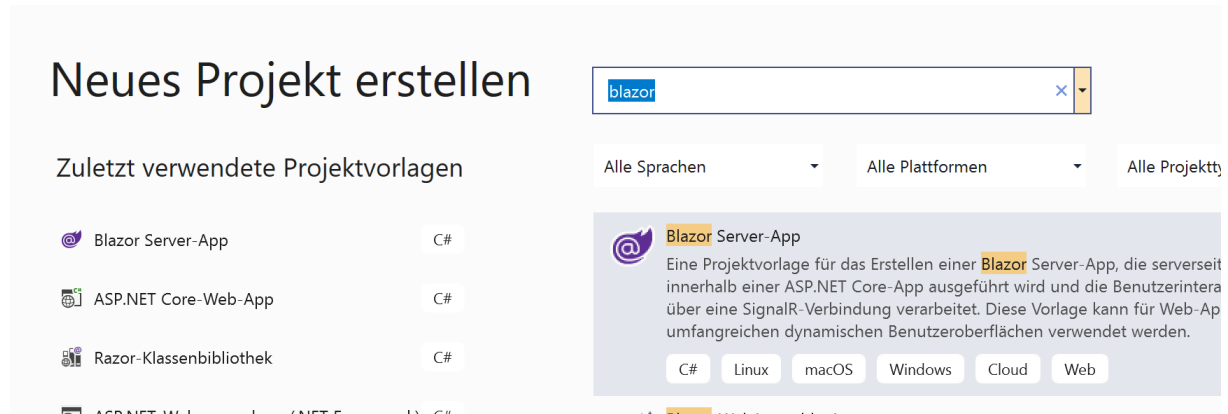 Neues Projekt erstellen
blazor
Zuletzt verwendete Projektvorlagen
Alle Sprachen
Alle Plattformen
Alle Projektty
Blazor Server-App C#
ASP.NET Core-Web-App C#
Razor-Klassenbibliothek C#
Blazor Server-App
Eine Projektvorlage für das Erstellen einer Blazor Server-App, die serverseit
innerhalb einer ASP.NET Core-App ausgeführt wird und die Benutzerintera
über eine SignalR-Verbindung verarbeitet. Diese Vorlage kann für Web-Ap
umfangreichen dynamischen Benutzeroberflächen verwendet werden.
C# Linux macOS Windows Cloud Web